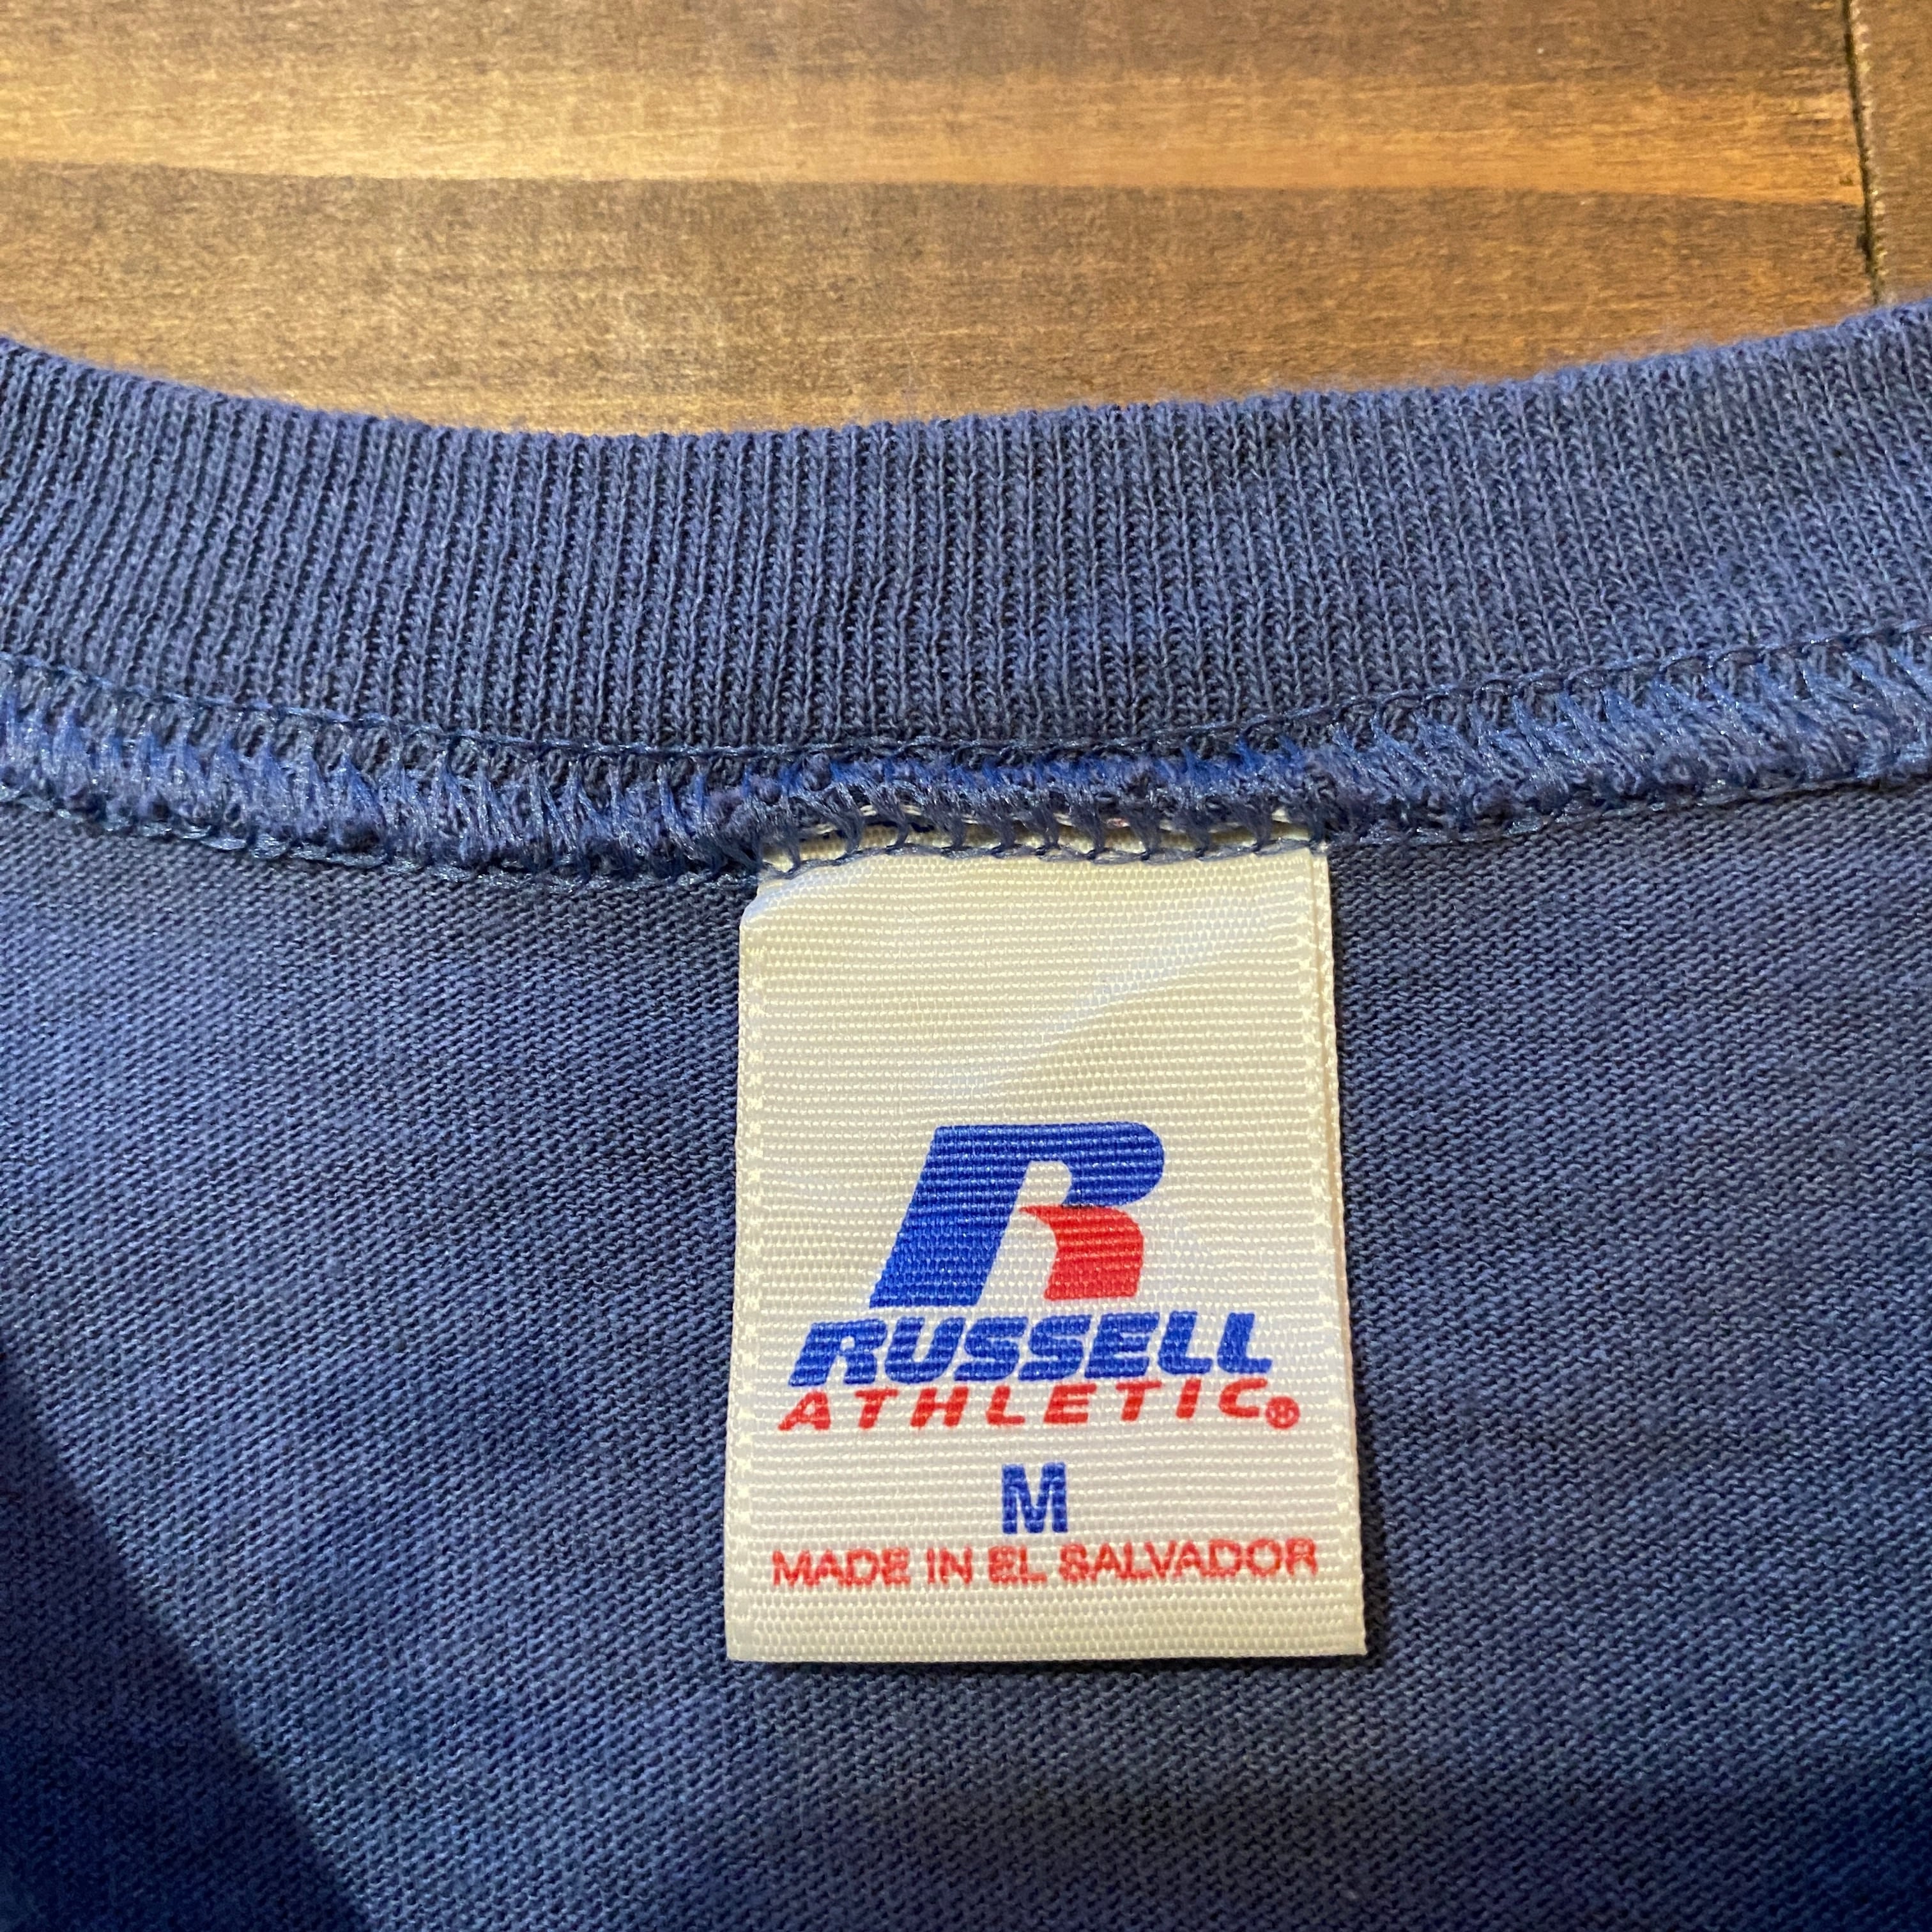 R
RUSSELL
ATHLETIC®
M
MADE IN EL SALVADOR